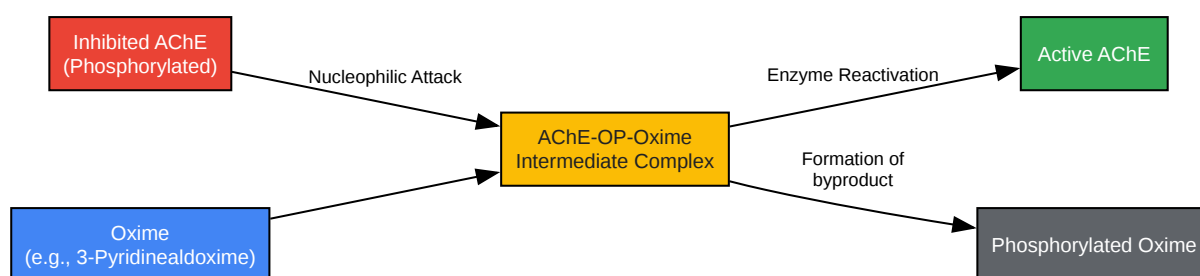 Inhibited AChE
(Phosphorylated)
Nucleophilic Attack
Oxime
(e.g., 3-Pyridinealdoxime)
AChE-OP-Oxime
Intermediate Complex
Enzyme Reactivation
Active AChE
Formation of
byproduct
Phosphorylated Oxime